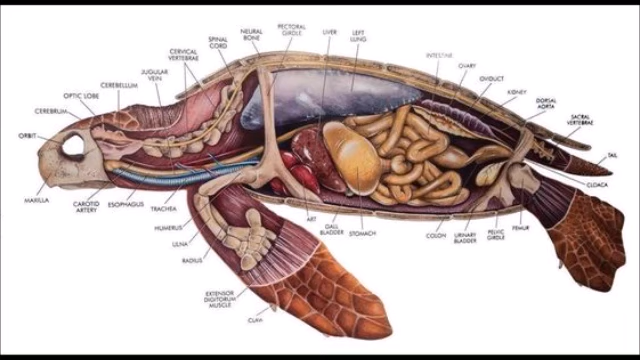 PECTORAL
GIRDLE
NEURAL
BONE
LIVER
LEFT
LUNG
SPINAL
CORD
CERVICAL
VERTEBRAE
INTESTINE
OVARY
JUGULAR
VEIN
OVIDUCT
CEREBELLUM
KIDNEY
OPTIC LOBE
DORSAL
AORTA
CEREBRUM
SACRAL
VERTEBRAE
ORBIT
TAIL
CLOACA
MAXILLA
CAROTID
ARTERY
ESOPHAGUS
TRACHEA
HUMERUS
ULNA
RADIUS
ART
GALL
BLADDER
STOMACH
COLON
URINARY
BLADDER
PELVIC
GIRDLE
FEMUR
EXTENSOR
DIGITORUM
MUSCLE
CLAW